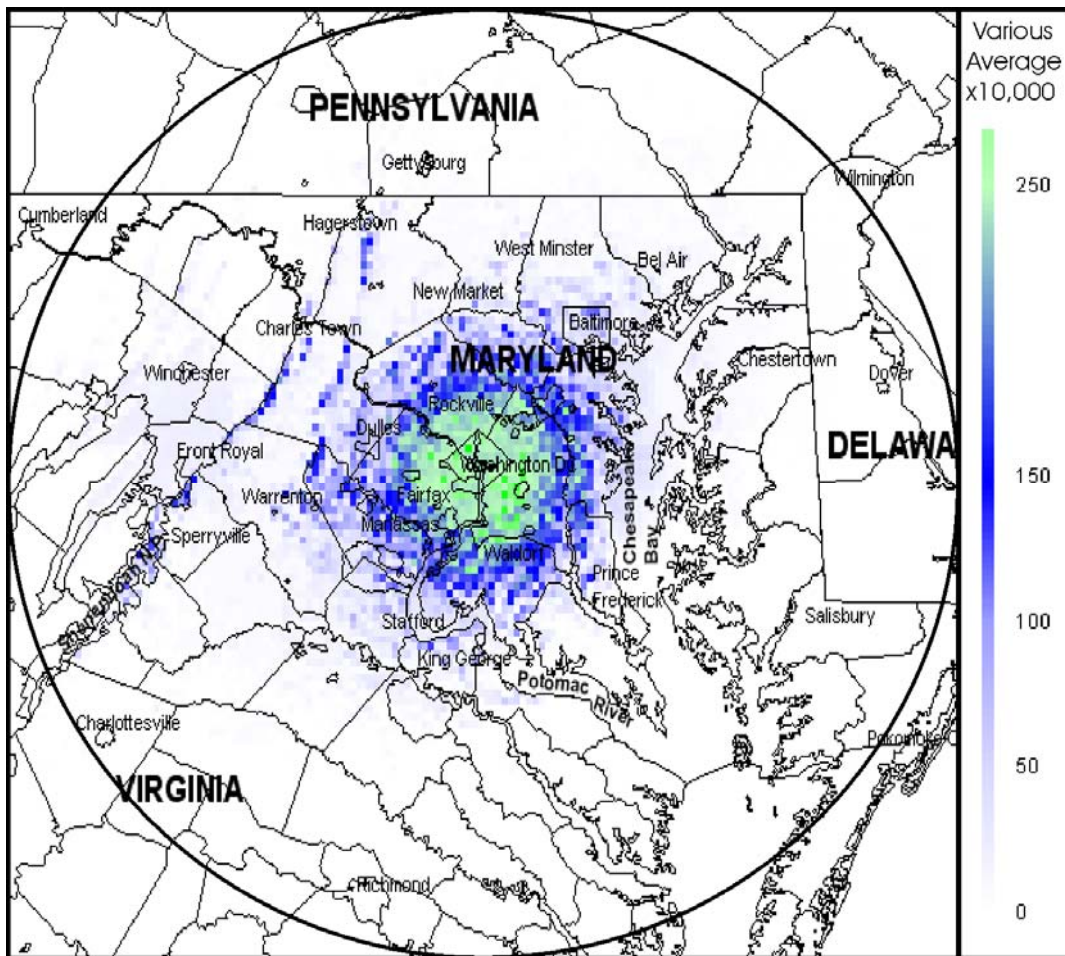 Various
Average
x10,000
PENNSYLVANIA
Gettysburg
Wilmington
250
Cumberland
Hagerstown
West Minster
Bel Air
New Market
Charles Town
Baltimore
MARYLAND
Chestertown
Winchester
Dover
Rockville
Dulles
DELAWA
Front Royal
Washington Dc
150
Warrenton
Fairfax
Chesapeake
Bay
Manassas
Sperryville
Waldorf
Prince
Frederick
100
Stafford
Salisbury
King George
Potomac
River
Charlottesville
50
VIRGINIA
Richmond
0